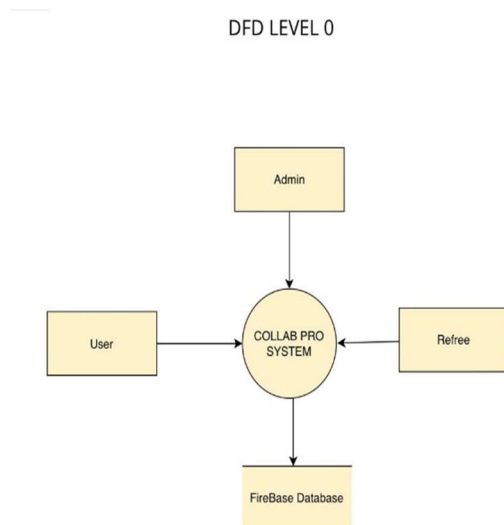 DFD LEVEL 0
Admin
User
COLLAB PRO
SYSTEM
Refree
FireBase Database